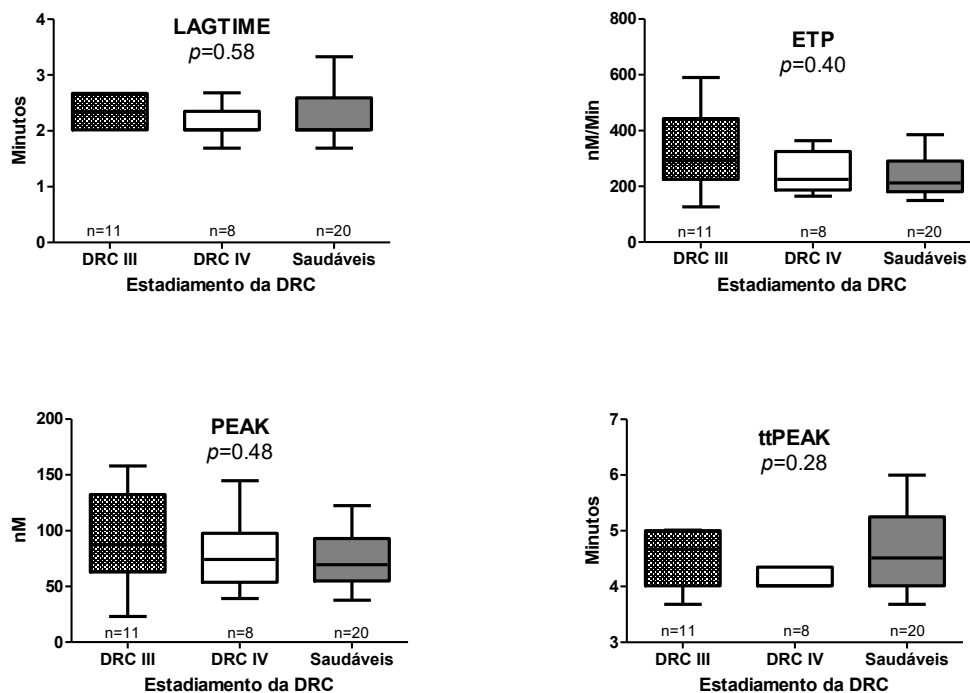 LAGTIME
p=0.58
Minutos
4
3
2
1
0
n=11 n=8 n=20
DRC III DRC IV Saudáveis
Estadiamento da DRC
ETP
p=0.40
nM/Min
800
600
400
200
0
n=11 n=8 n=20
DRC III DRC IV Saudáveis
Estadiamento da DRC
PEAK
p=0.48
nM
200
150
100
50
0
n=11 n=8 n=20
DRC III DRC IV Saudáveis
Estadiamento da DRC
ttPEAK
p=0.28
Minutos
7
6
5
4
3
n=11 n=8 n=20
DRC III DRC IV Saudáveis
Estadiamento da DRC